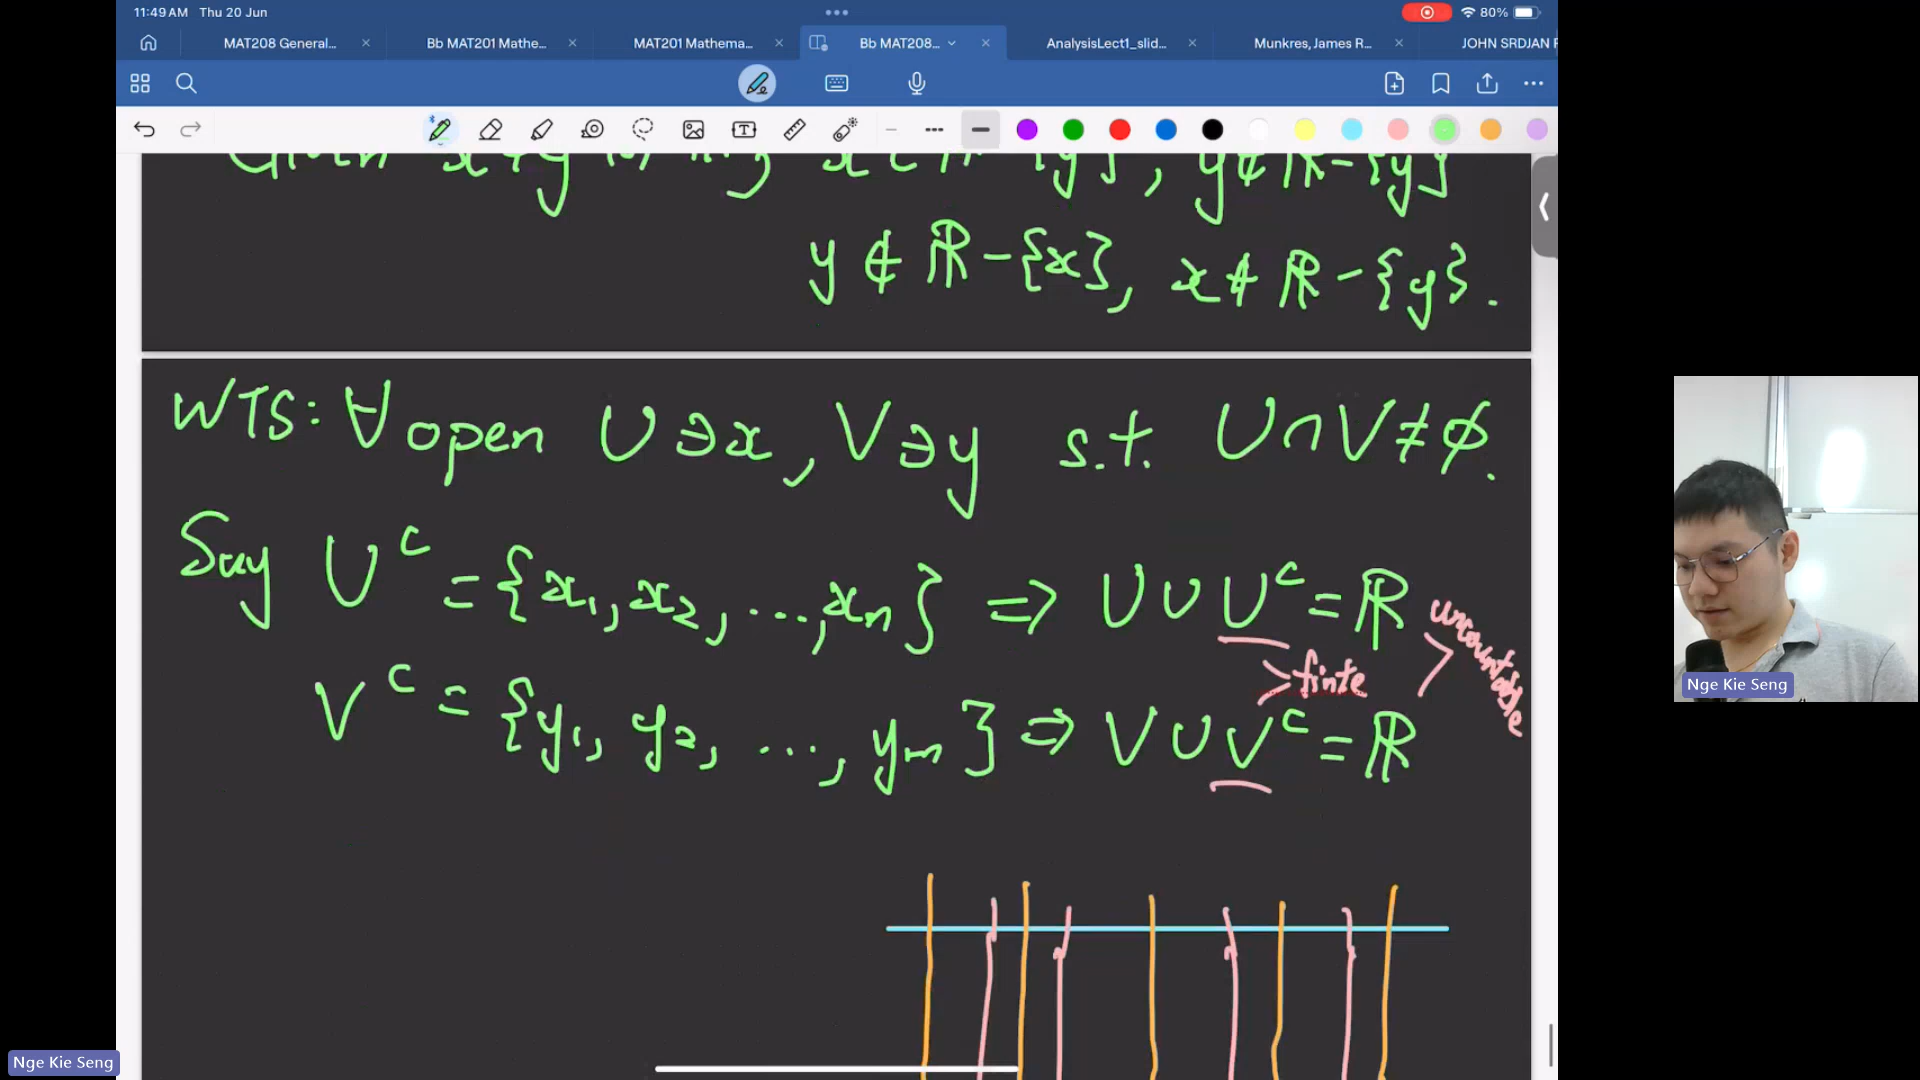 11:49 AM Thu 20 Jun
80%
MAT208 General...
Bb MAT201 Mathe...
MAT201 Mathema...
Bb MAT208...
AnalysisLect1_slid...
Munkres, James R...
JOHN SRDJAN P
y ∉ ℝ-{x}, x ∉ ℝ-{y}.
WTS: ∀ open U∋x, V∋y s.t. U∩V≠∅.
Say U^c = {x₁, x₂, ..., xₙ} ⇒ U ∪ U^c = ℝ
uncountable
finte
V^c = {y₁, y₂, ..., yₘ} ⇒ V ∪ V^c = ℝ
Nge Kie Seng
Nge Kie Seng